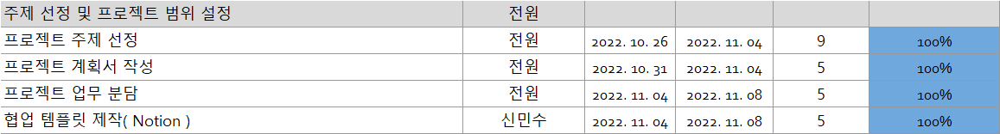 주제 선정 및 프로젝트 범위 설정 전원
프로젝트 주제 선정 전원 2022. 10. 26 2022. 11. 04 9 100%
프로젝트 계획서 작성 전원 2022. 10. 31 2022. 11. 04 5 100%
프로젝트 업무 분담 전원 2022. 11. 04 2022. 11. 08 5 100%
협업 템플릿 제작( Notion ) 신민수 2022. 11. 04 2022. 11. 08 5 100%